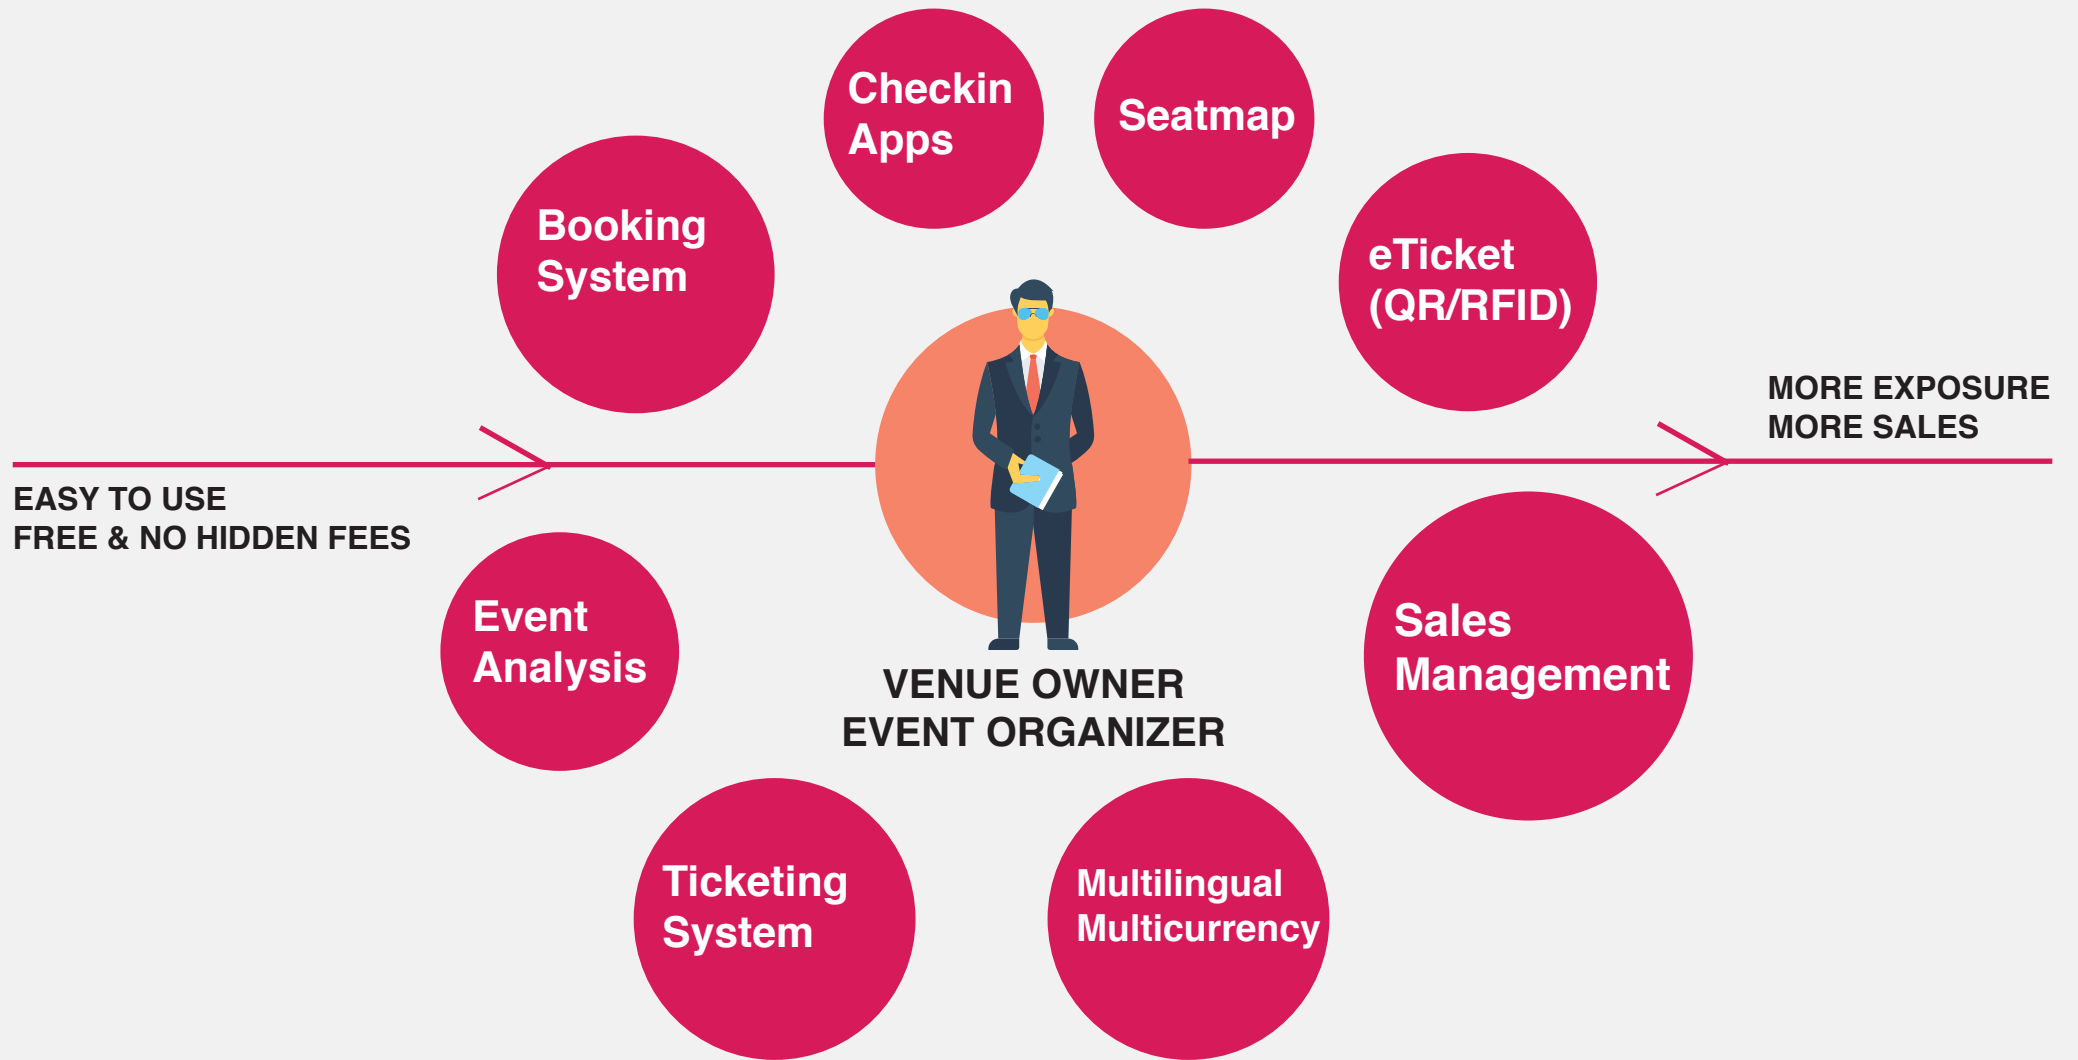 Checkin
Apps
Seatmap
Booking
System
eTicket
(QR/RFID)
MORE EXPOSURE
MORE SALES
EASY TO USE
FREE & NO HIDDEN FEES
Event
Analysis
VENUE OWNER
EVENT ORGANIZER
Sales
Management
Ticketing
System
Multilingual
Multicurrency